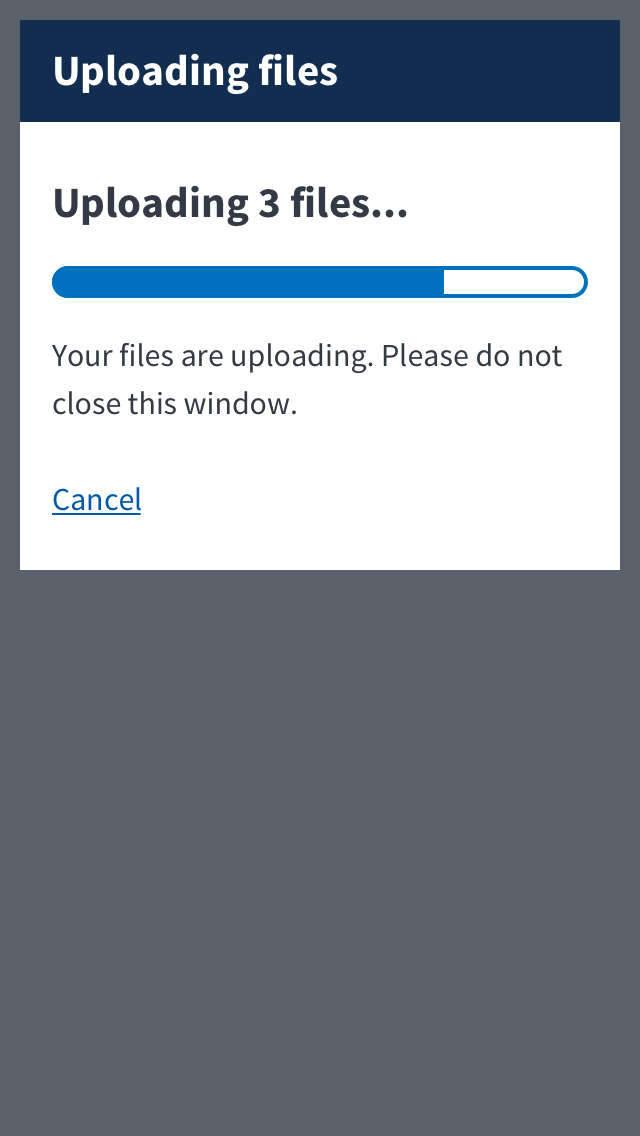 Uploading files
Uploading 3 files...
Your files are uploading. Please do not
close this window.
Cancel